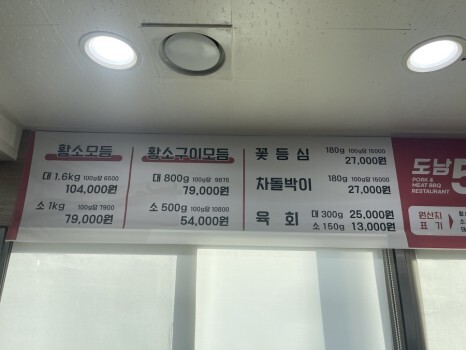 황소모듬
대 1.6kg 100g당 6500
104,000원
소 1kg 100g당 7900
79,000원
황소구이모듬
대 800g 100g당 9875
79,000원
소 500g 100g당 10800
54,000원
꽃등심 180g 100g당 15000
27,000원
차돌박이 180g 100g당 15000
27,000원
육회 대 300g 25,000원
소 150g 13,000원
도남5
PORK &
MEAT BBQ
RESTAURANT
원산지
표기